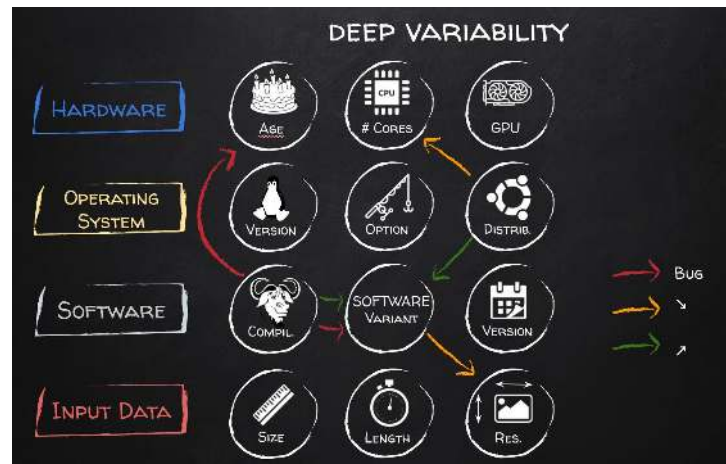 DEEP VARIABILITY
HARDWARE
AGE
CPU
# CORES
GPU
OPERATING
SYSTEM
VERSION
OPTION
DISTRIB.
SOFTWARE
COMPIL.
SOFTWARE
VARIANT
VERSION
BUG
↘
↗
INPUT DATA
SIZE
LENGTH
RES.